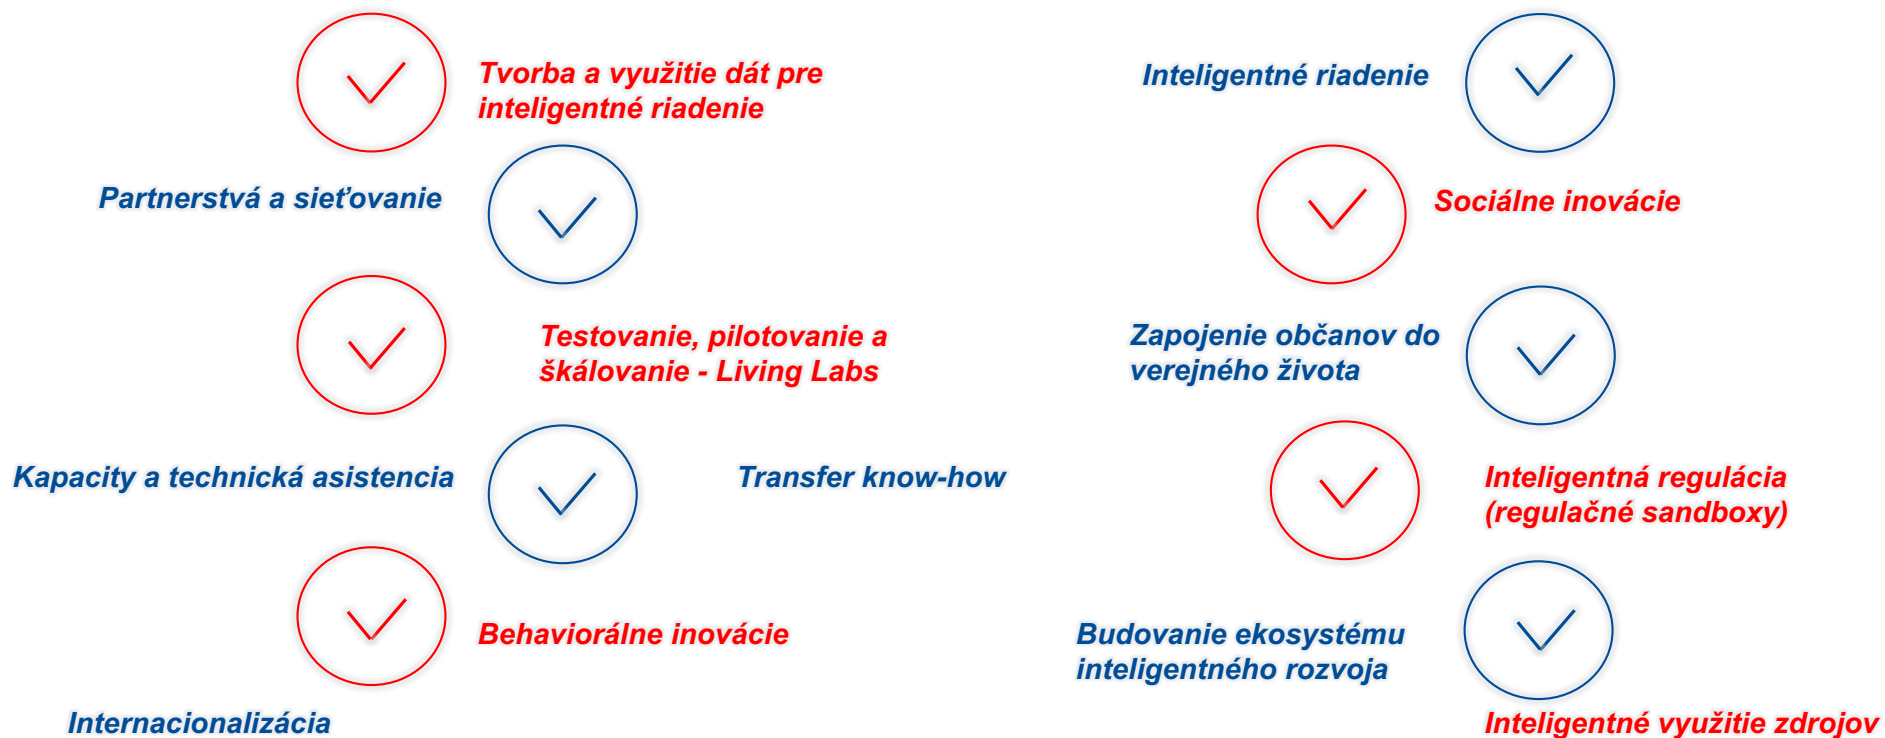 Tvorba a využitie dát pre
inteligentné riadenie
Partnerstvá a sieťovanie
Testovanie, pilotovanie a
škálovanie - Living Labs
Kapacity a technická asistencia
Transfer know-how
Behaviorálne inovácie
Internacionalizácia
Inteligentné riadenie
Sociálne inovácie
Zapojenie občanov do
verejného života
Inteligentná regulácia
(regulačné sandboxy)
Budovanie ekosystému
inteligentného rozvoja
Inteligentné využitie zdrojov